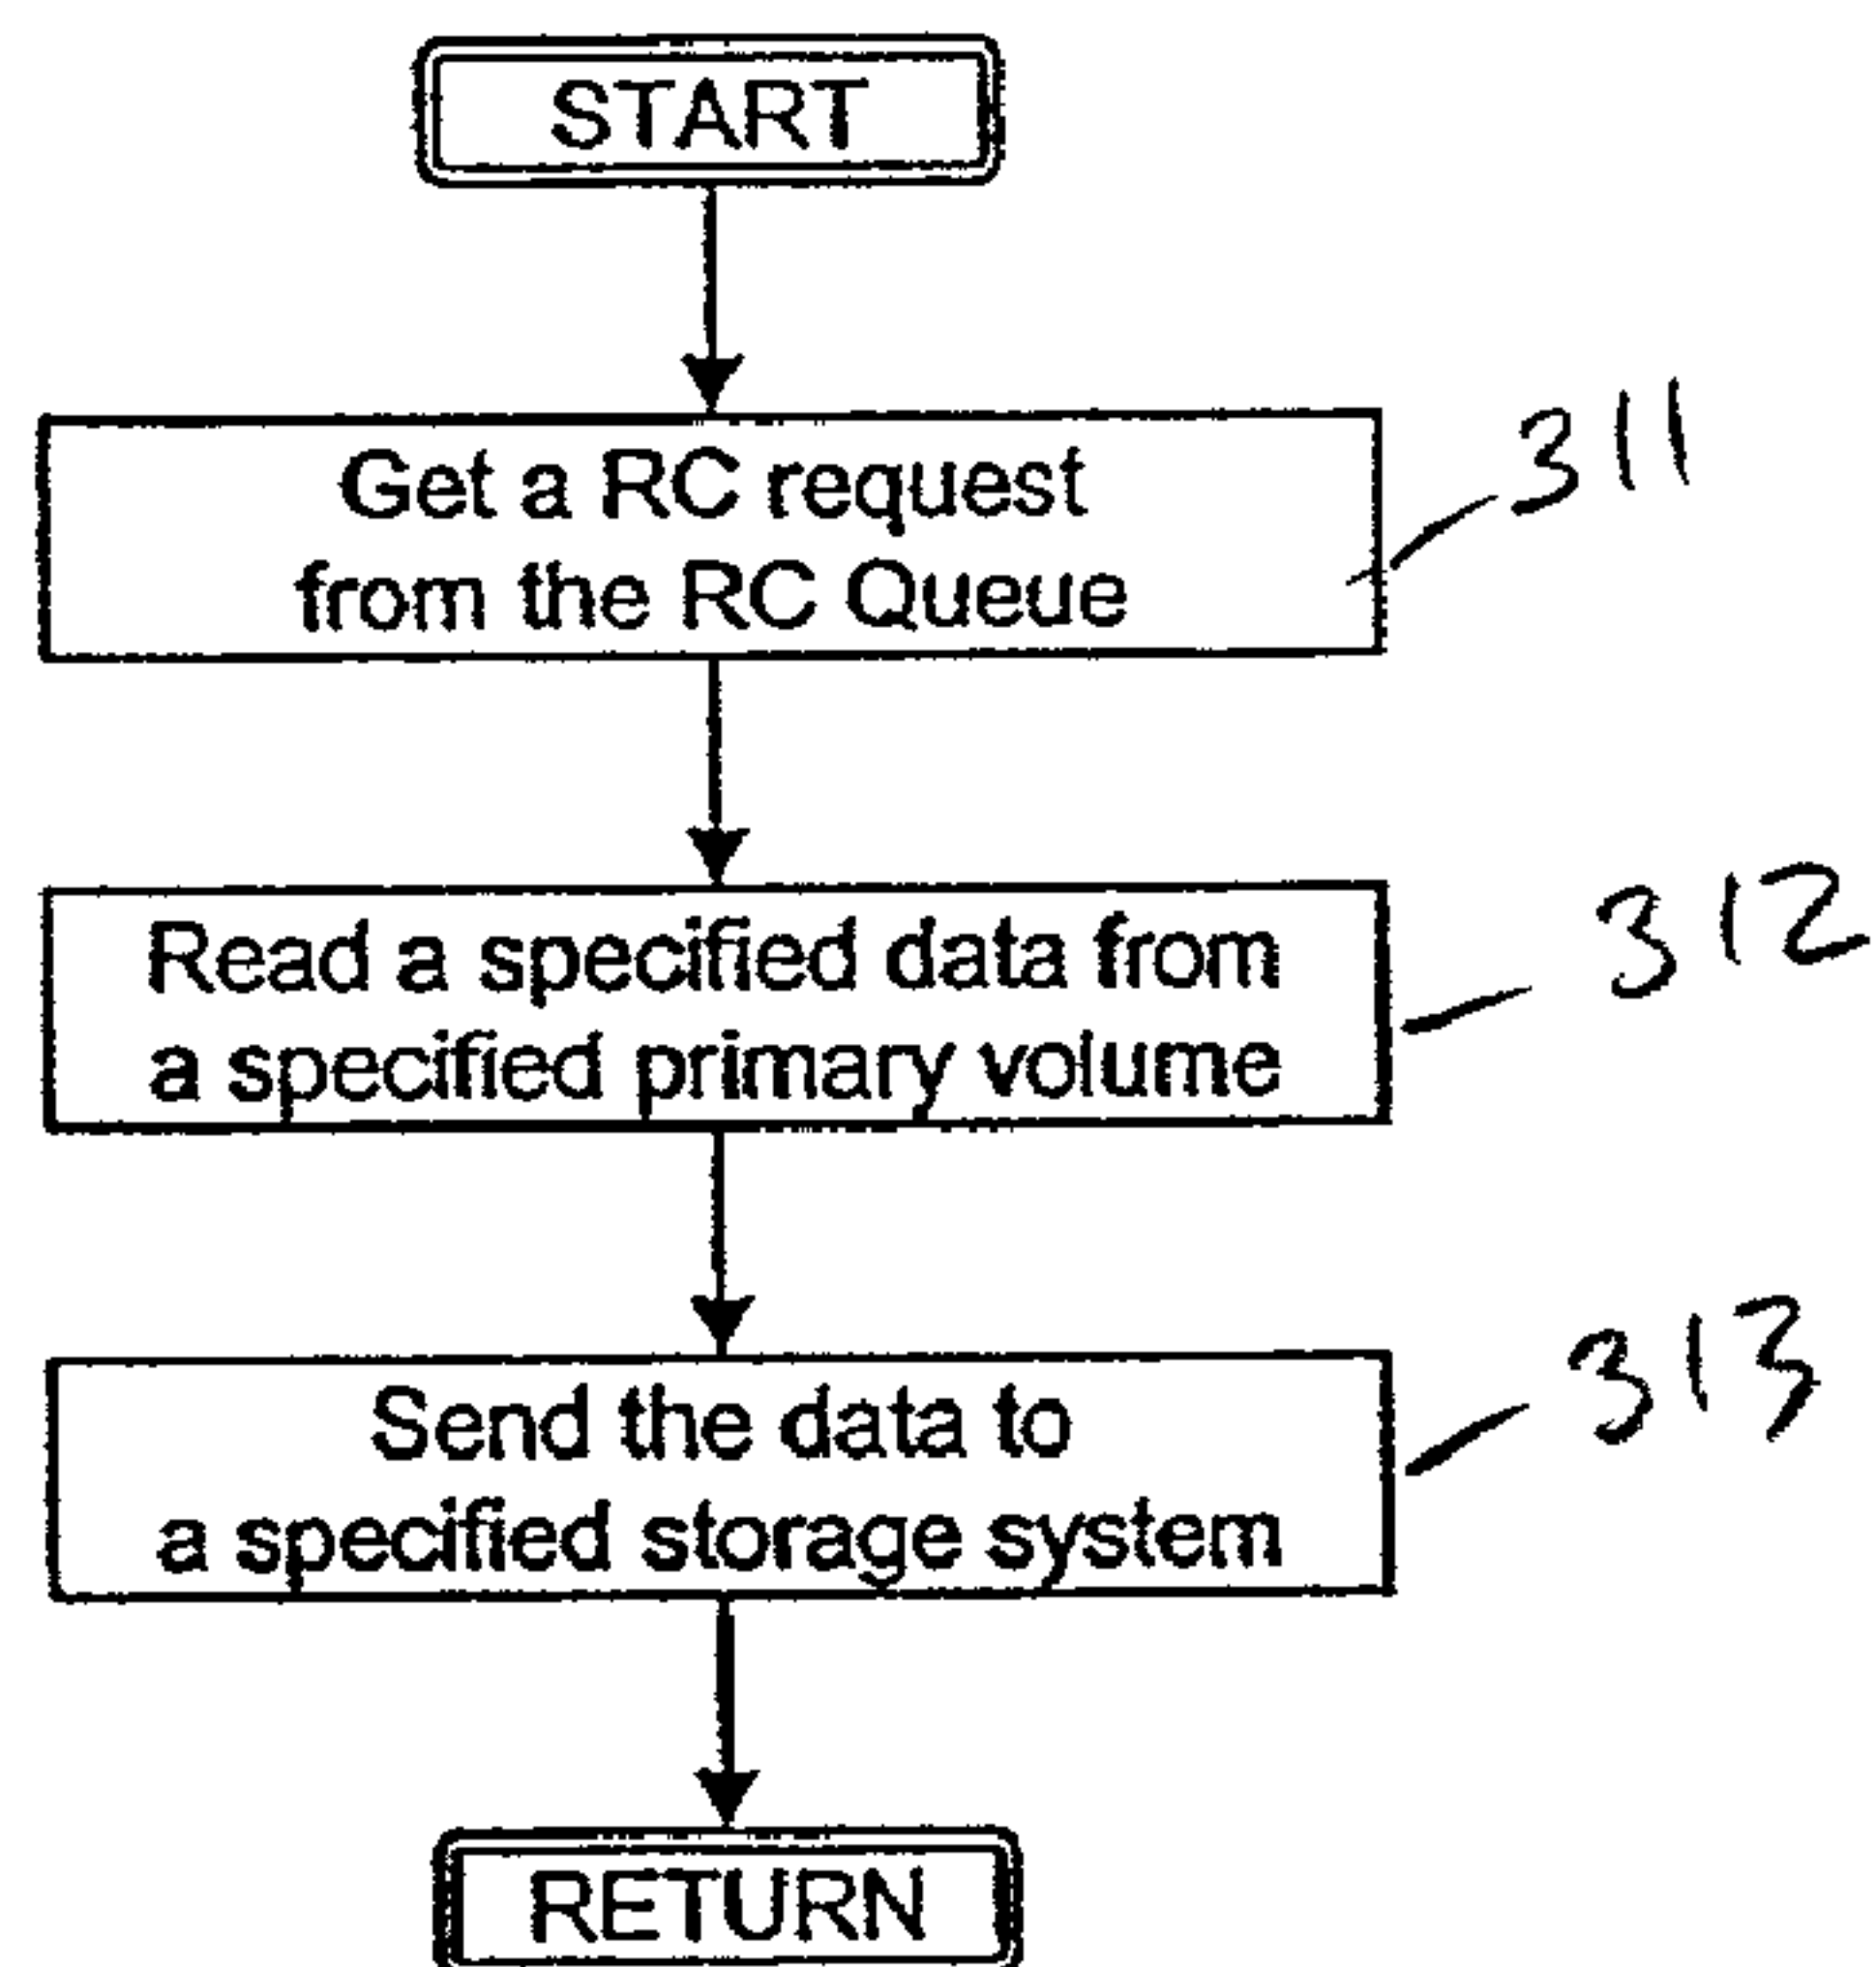 START
Get a RC request
from the RC Queue
311
Read a specified data from
a specified primary volume
312
Send the data to
a specified storage system
313
RETURN